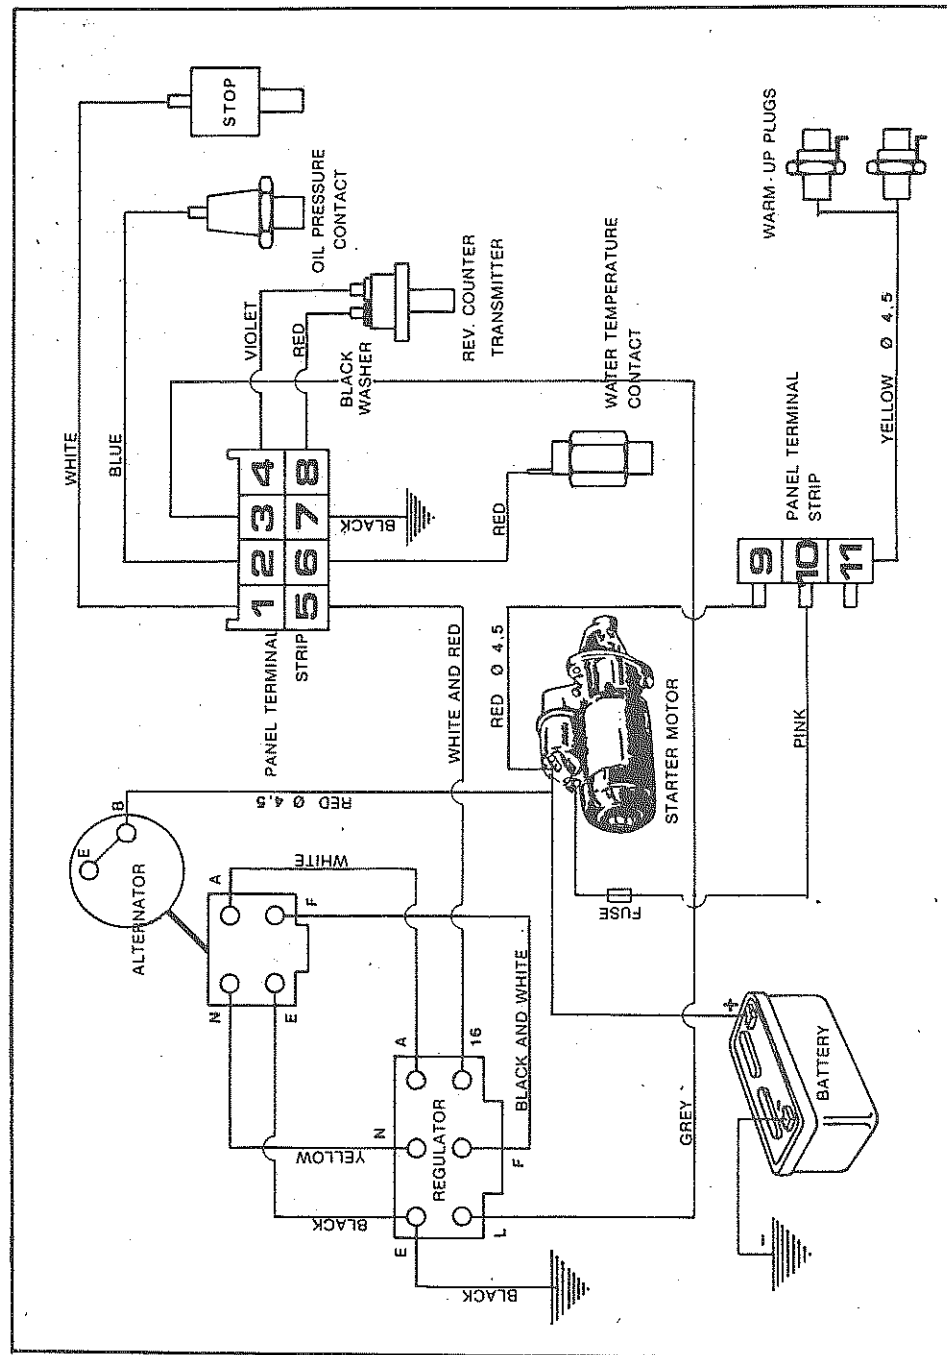 STOP
WARM-UP PLUGS
OIL PRESSURE
CONTACT
VIOLET
RED
REV. COUNTER
TRANSMITTER
BLACK
WASHER
WATER TEMPERATURE
CONTACT
YELLOW Ø 4,5
WHITE
BLUE
4
8
3
7
2
6
1
5
BLACK
RED
PANEL TERMINAL
STRIP
9
10
11
PANEL TERMINAL
STRIP
WHITE AND RED
RED Ø 4,5
STARTER MOTOR
PINK
RED Ø 4,5
B
E
ALTERNATOR
A
F
WHITE
FUSE
N
E
BLACK AND WHITE
A
16
+
BATTERY
-
-
N
YELLOW
REGULATOR
F
GREY
BLACK
E
L
BLACK